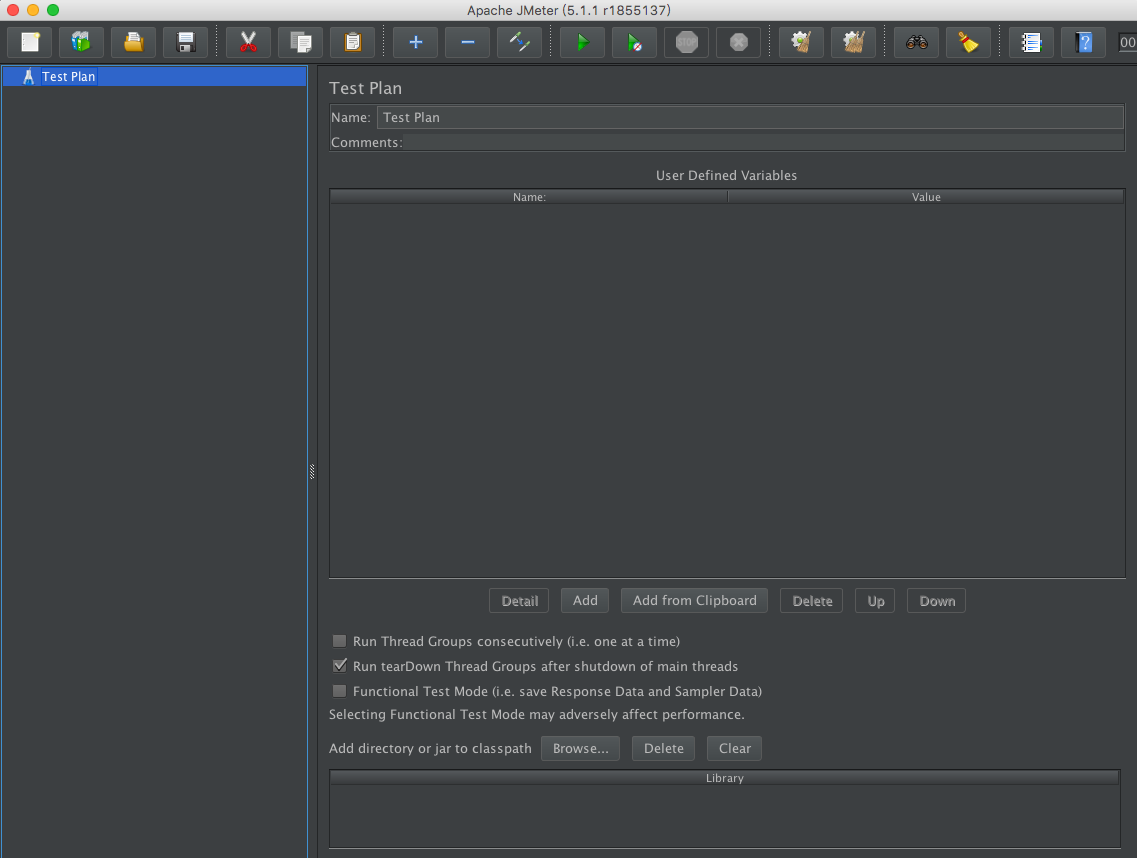 Apache JMeter (5.1.1 r1855137)
STOP
?
00
Test Plan
Test Plan
Name: Test Plan
Comments:
User Defined Variables
Name: Value
Detail Add Add from Clipboard Delete Up Down
Run Thread Groups consecutively (i.e. one at a time)
Run tearDown Thread Groups after shutdown of main threads
Functional Test Mode (i.e. save Response Data and Sampler Data)
Selecting Functional Test Mode may adversely affect performance.
Add directory or jar to classpath Browse... Delete Clear
Library